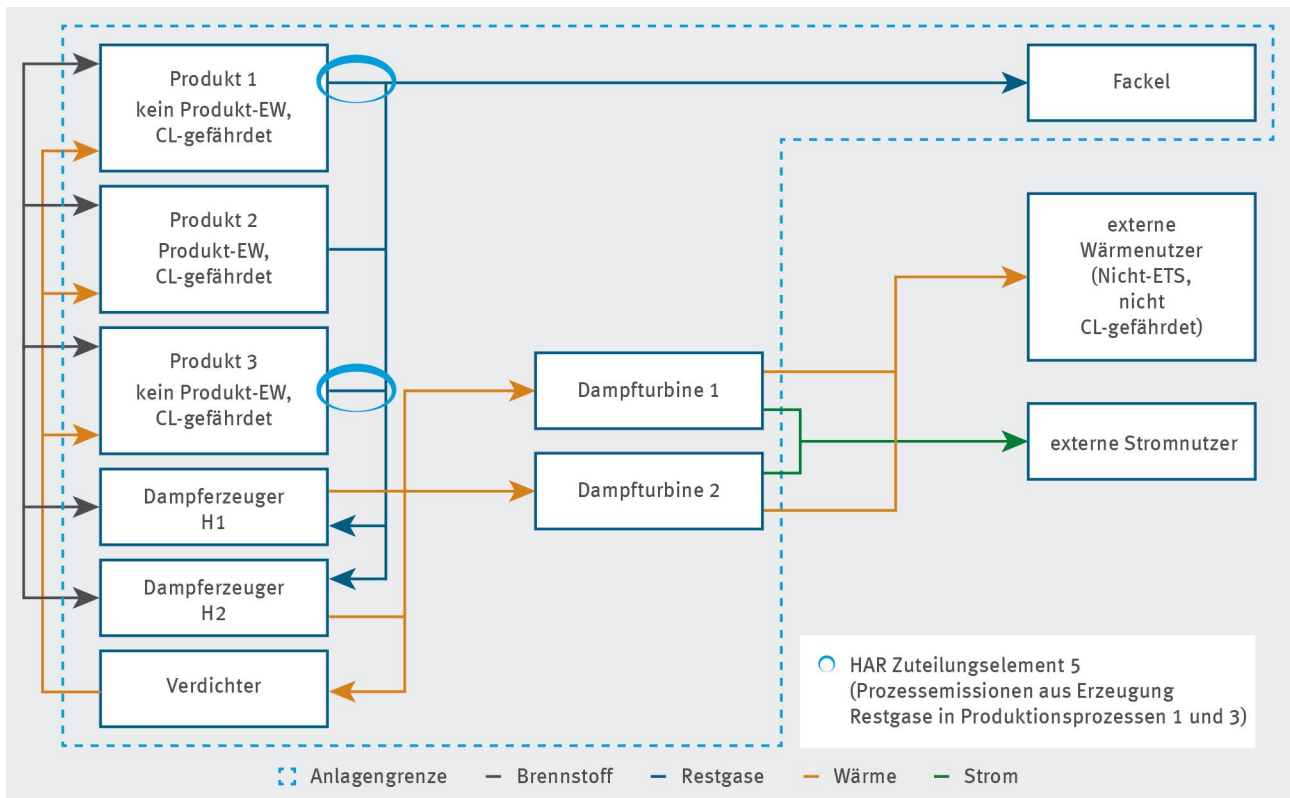 Produkt 1
kein Produkt-EW,
CL-gefährdet
Fackel
Produkt 2
Produkt-EW,
CL-gefährdet
externe
Wärmenutzer
(Nicht-ETS,
nicht
CL-gefährdet)
Produkt 3
kein Produkt-EW,
CL-gefährdet
Dampfturbine 1
externe Stromnutzer
Dampfturbine 2
Dampferzeuger
H1
Dampferzeuger
H2
Verdichter
HAR Zuteilungselement 5
(Prozessemissionen aus Erzeugung
Restgase in Produktionsprozessen 1 und 3)
Anlagengrenze
Brennstoff
Restgase
Wärme
Strom